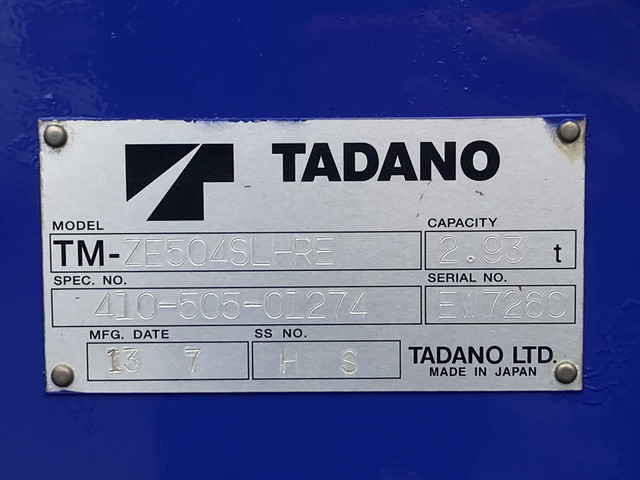 TADANO
MODEL
TM-ZE504SLHRE
CAPACITY
2.93 t
SPEC. NO.
410-505-01274
SERIAL NO.
EW7280
MFG. DATE
13 7
SS NO.
H S
TADANO LTD.
MADE IN JAPAN